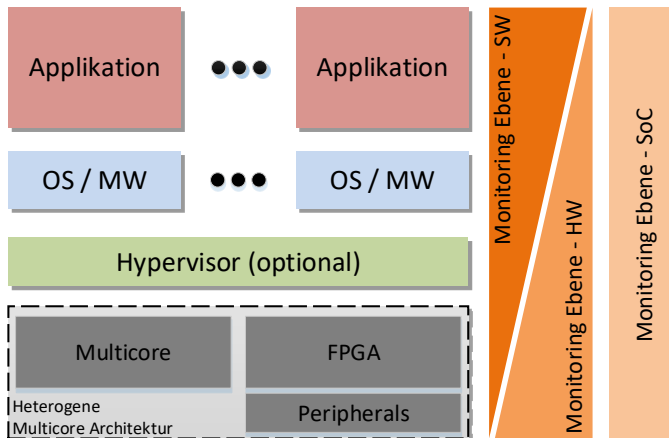 Applikation
Applikation
OS / MW
OS / MW
Hypervisor (optional)
Multicore
FPGA
Peripherals
Heterogene
Multicore Architektur
Monitoring Ebene - SW
Monitoring Ebene - HW
Monitoring Ebene - SoC